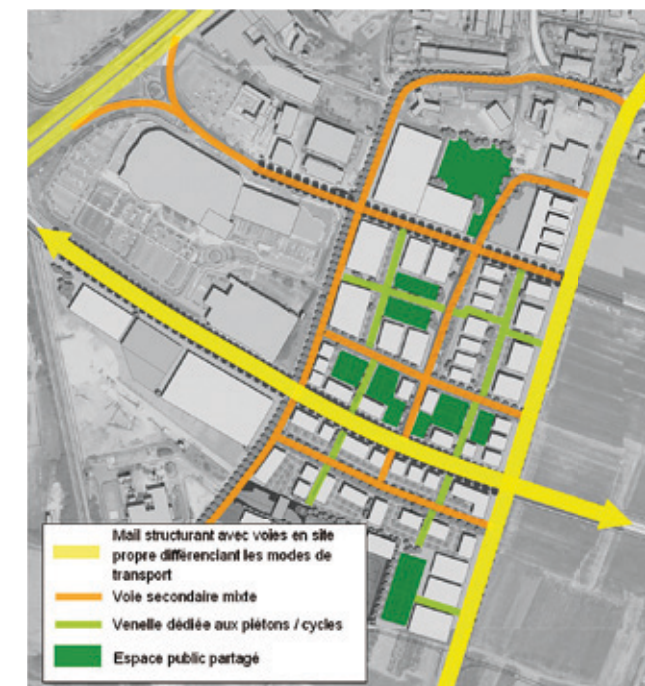 Mail structurant avec voies en site
propre différenciant les modes de
transport
Voie secondaire mixte
Venelle dédiée aux piétons / cycles
Espace public partagé